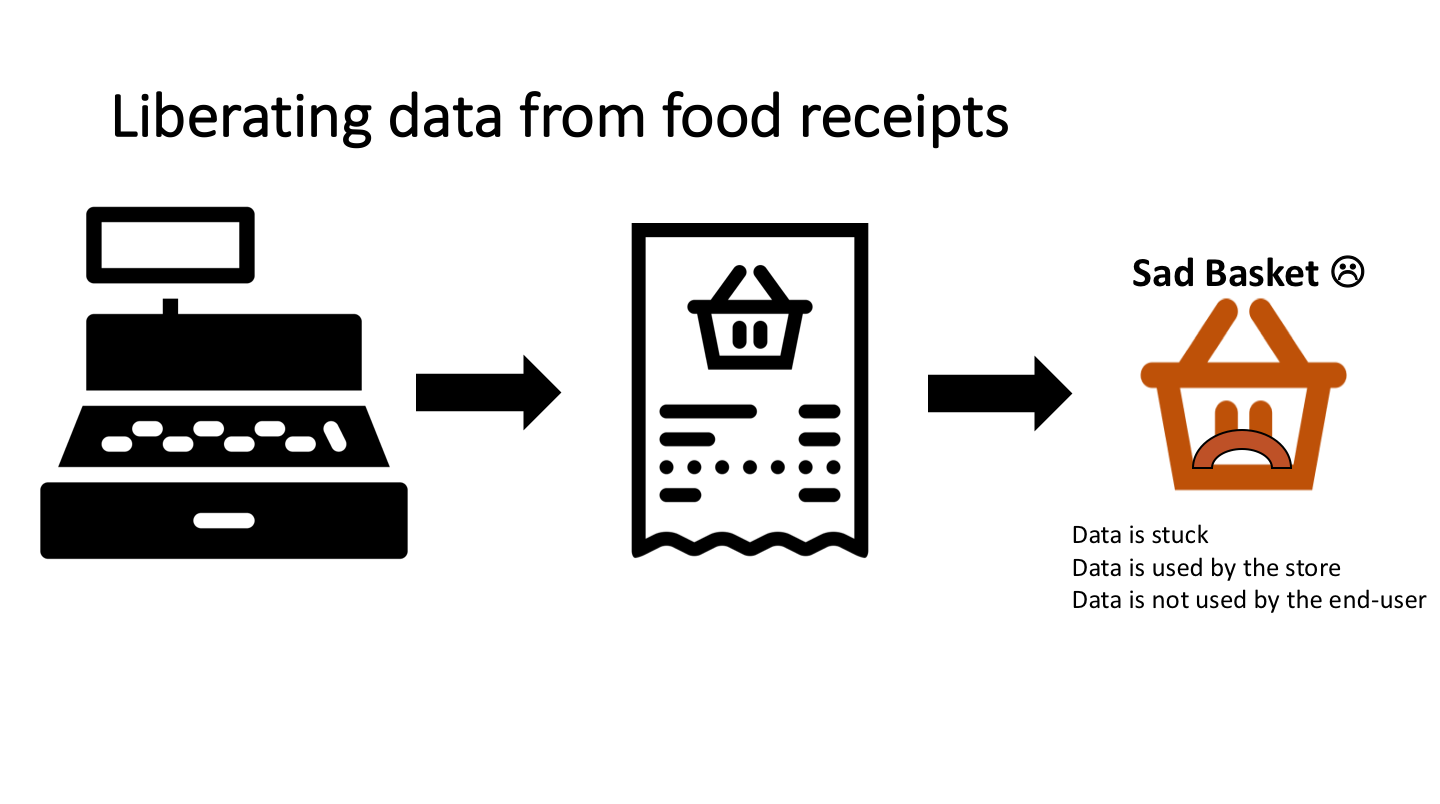 Liberating data from food receipts
Sad Basket ☹
Data is stuck
Data is used by the store
Data is not used by the end-user